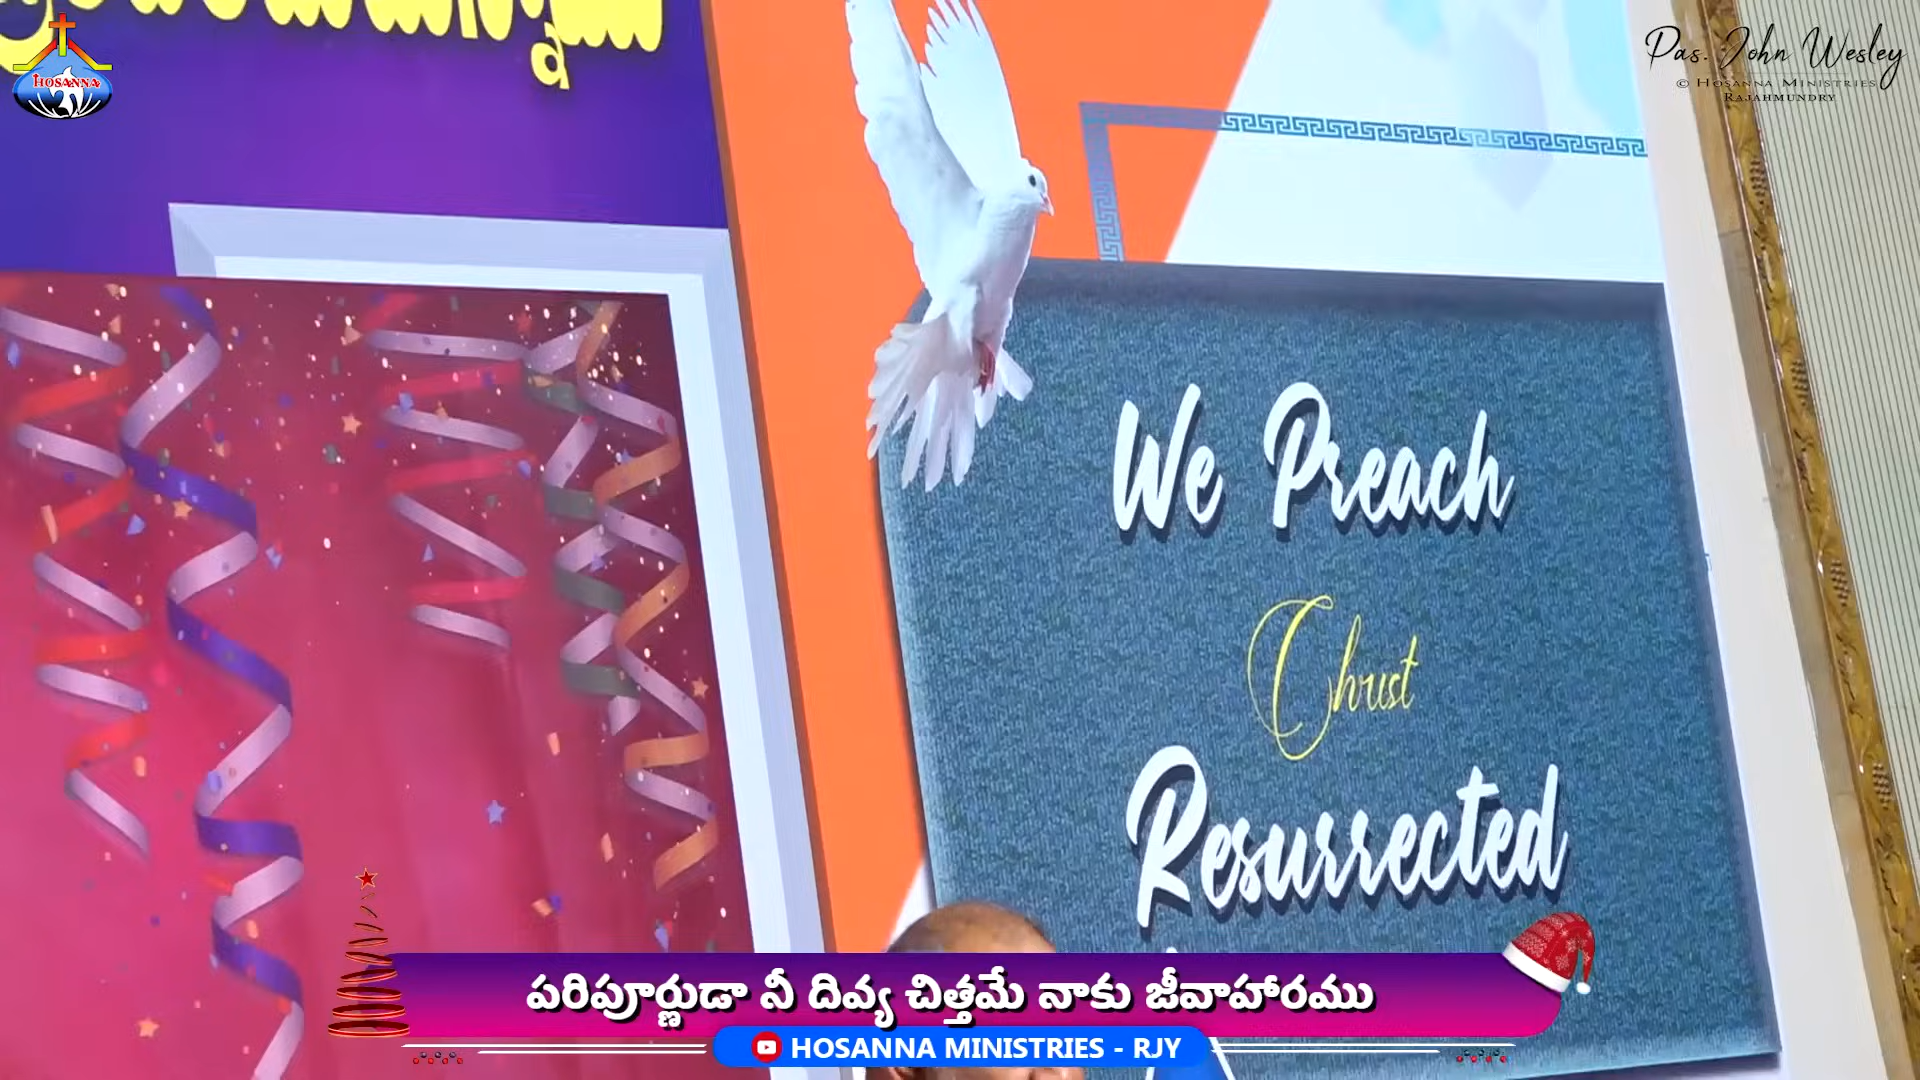 HOSANNA
Pas. John Wesley
© HOSANNA MINISTRIES
RAJAHMUNDRY
We Preach
Christ
Resurrected
పరిపూర్ణుడా నీ దివ్య చిత్తమే నాకు జీవాహారము
HOSANNA MINISTRIES - RJY